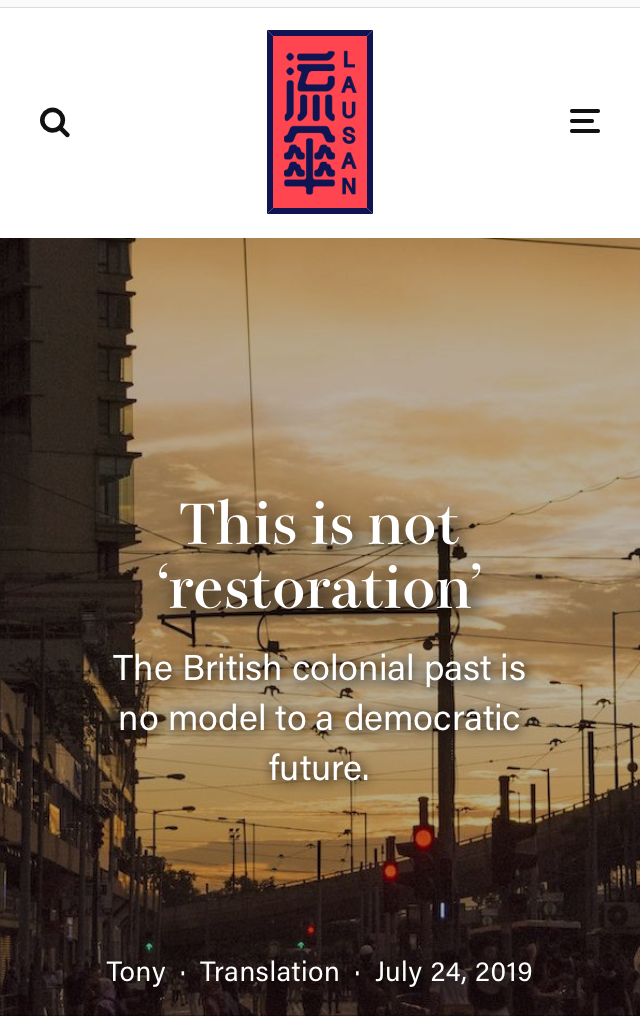 流傘
LAUSAN
This is not
‘restoration’
The British colonial past is
no model to a democratic
future.
Tony · Translation · July 24, 2019